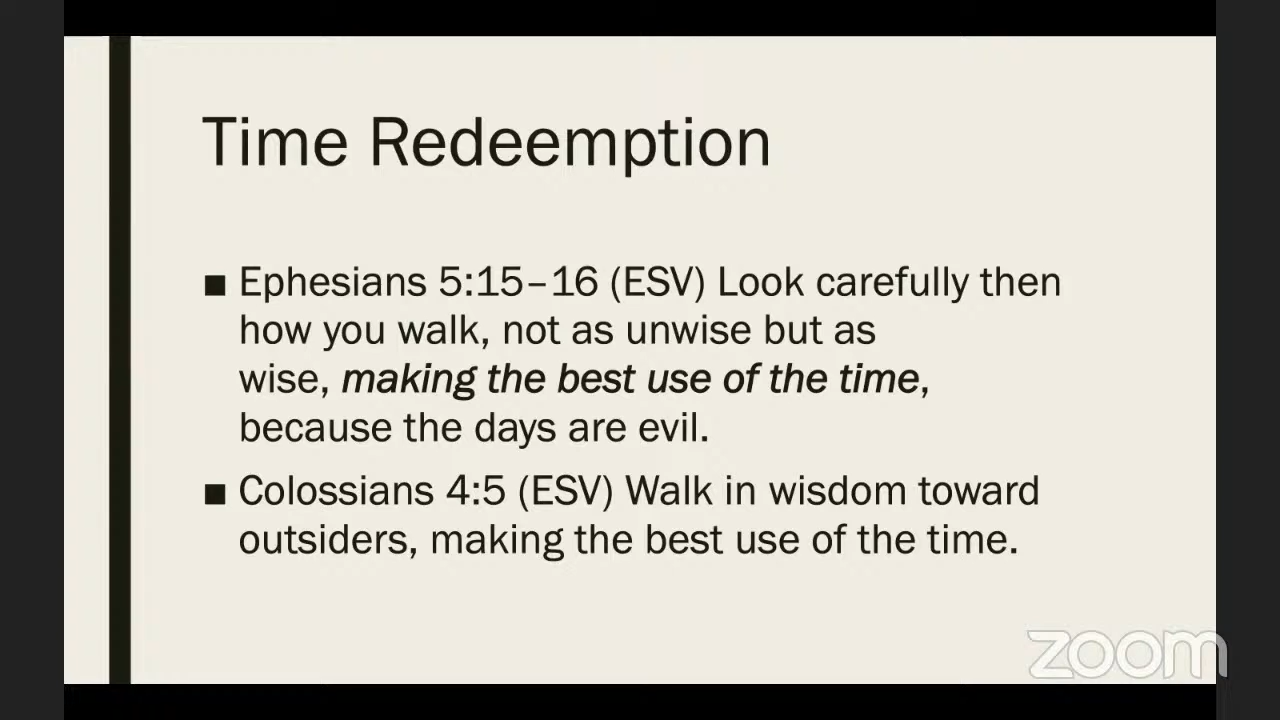 Time Redemption
■ Ephesians 5:15–16 (ESV) Look carefully then
how you walk, not as unwise but as
wise, making the best use of the time,
because the days are evil.
■ Colossians 4:5 (ESV) Walk in wisdom toward
outsiders, making the best use of the time.
zoom